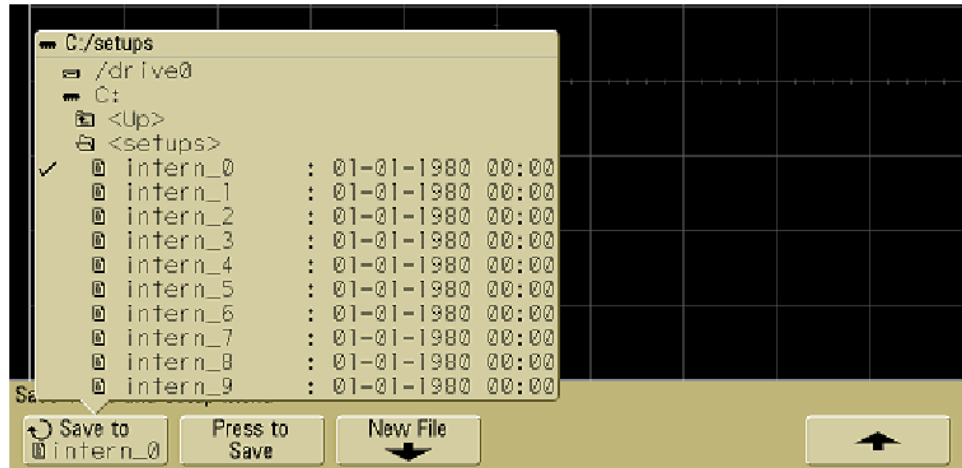 C:/setups
/drive0
C:
<Up>
<setups>
intern_0 : 01-01-1980 00:00
intern_1 : 01-01-1980 00:00
intern_2 : 01-01-1980 00:00
intern_3 : 01-01-1980 00:00
intern_4 : 01-01-1980 00:00
intern_5 : 01-01-1980 00:00
intern_6 : 01-01-1980 00:00
intern_7 : 01-01-1980 00:00
intern_8 : 01-01-1980 00:00
intern_9 : 01-01-1980 00:00
Save to
intern_0
Press to
Save
New File